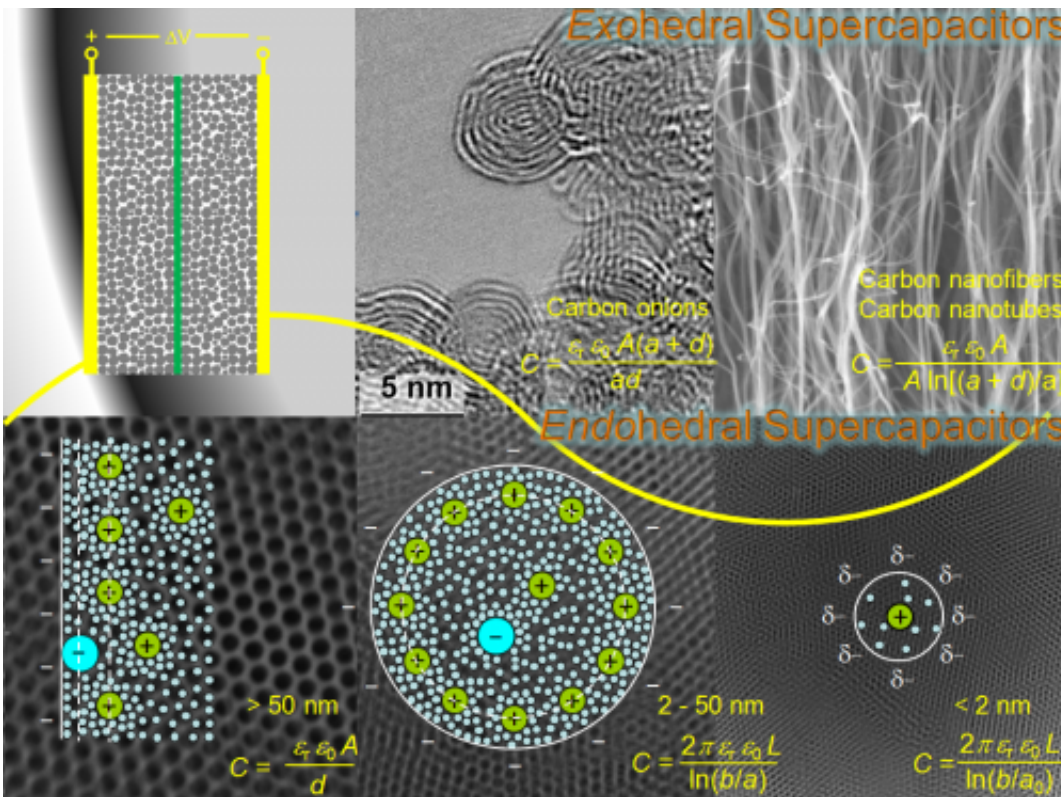 + ΔV −
Exohedral Supercapacitors
Carbon onions
C = εr ε0 A(a + d) / ad
5 nm
Carbon nanofibers
Carbon nanotubes
C = εr ε0 A / A ln[(a + d)/a]
Endohedral Supercapacitors
− − − − − −
+ + + + + + +
−
> 50 nm
C = εr ε0 A / d
− − − − − − − −
+ + + + + + + + + + + + +
−
2 - 50 nm
C = 2π εr ε0 L / ln(b/a)
δ− δ− δ−
δ− + δ−
δ− δ− δ−
< 2 nm
C = 2π εr ε0 L / ln(b/a0)